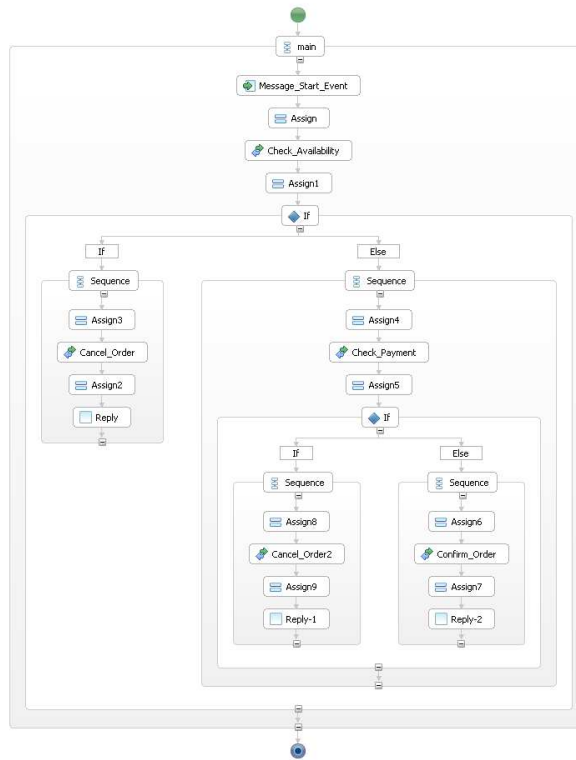 main
Message_Start_Event
Assign
Check_Availability
Assign1
If
If
Else
Sequence
Sequence
Assign3
Assign4
Cancel_Order
Check_Payment
Assign2
Assign5
Reply
If
If
Else
Sequence
Sequence
Assign8
Assign6
Cancel_Order2
Confirm_Order
Assign9
Assign7
Reply-1
Reply-2